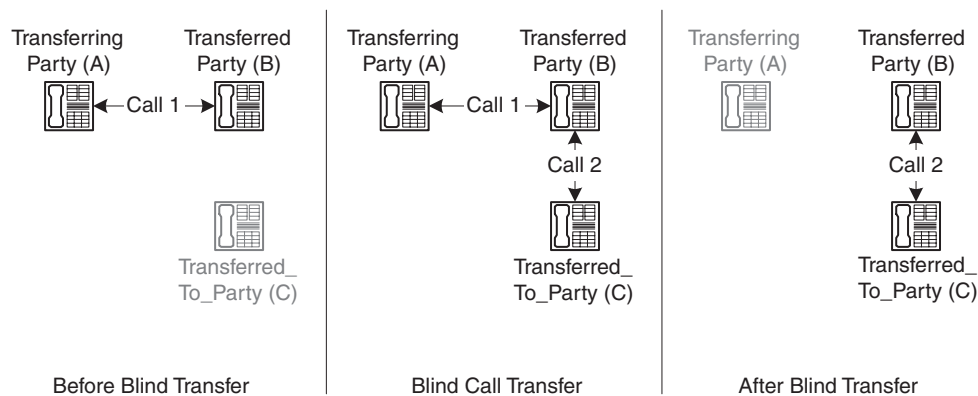 Transferring
Party (A)
Transferred
Party (B)
Call 1
Transferred_
To_Party (C)
Before Blind Transfer
Transferring
Party (A)
Transferred
Party (B)
Call 1
Call 2
Transferred_
To_Party (C)
Blind Call Transfer
Transferring
Party (A)
Transferred
Party (B)
Call 2
Transferred_
To_Party (C)
After Blind Transfer